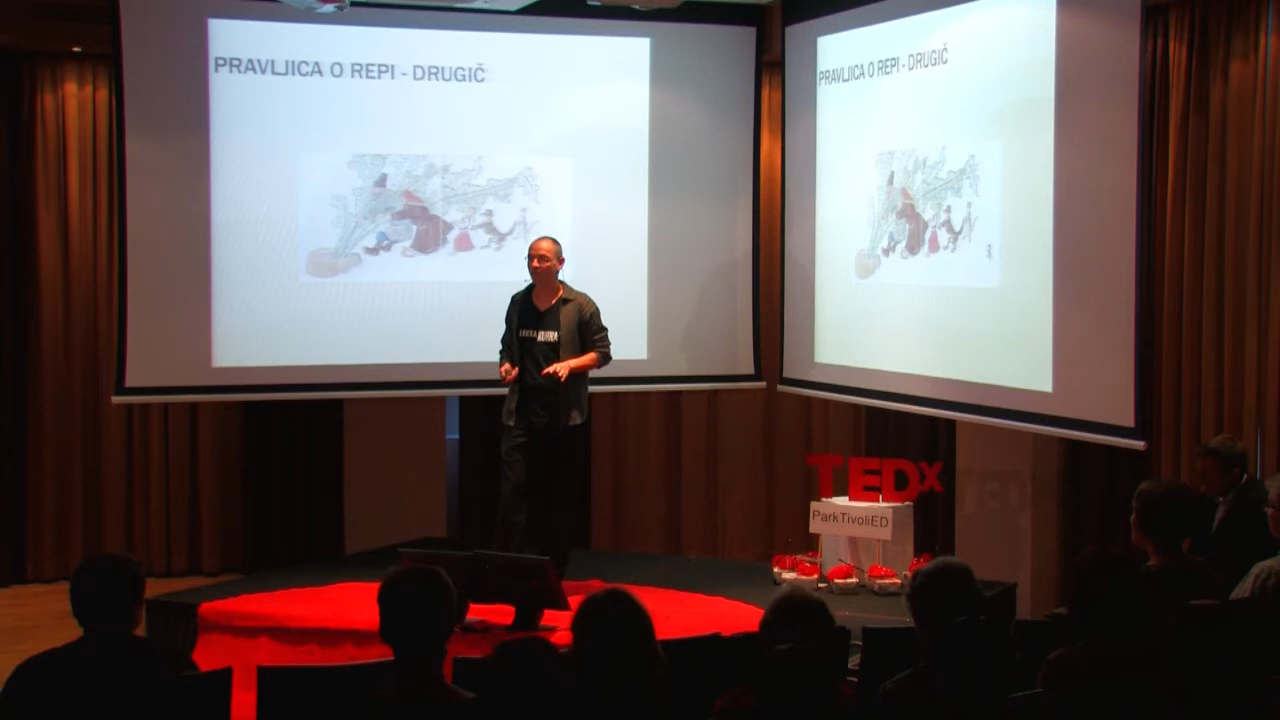 PRAVLJICA O REPI - DRUGIČ
PRAVLJICA O REPI - DRUGIČ
TEDx
ParkTivoliED